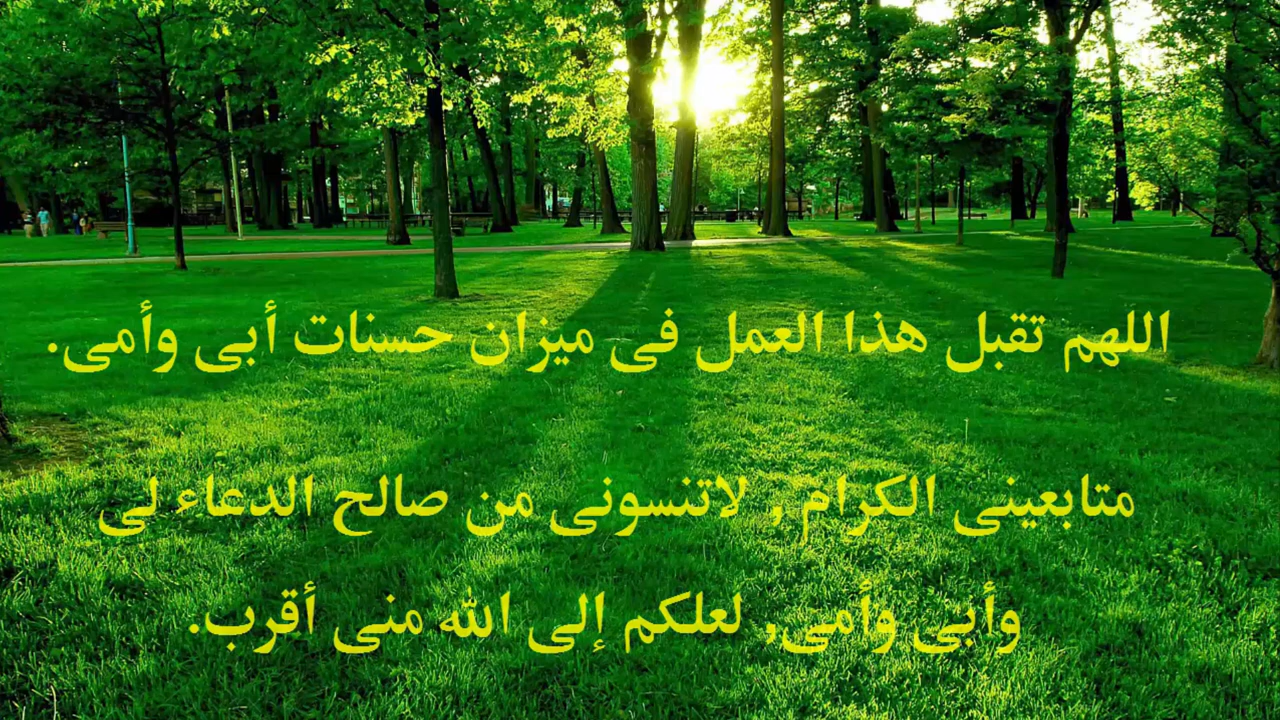 اللهم تقبل هذا العمل فى ميزان حسنات أبى وأمى.
متابعينى الكرام , لاتنسونى من صالح الدعاء لى
وأبى وأمى, لعلكم إلى الله منى أقرب.